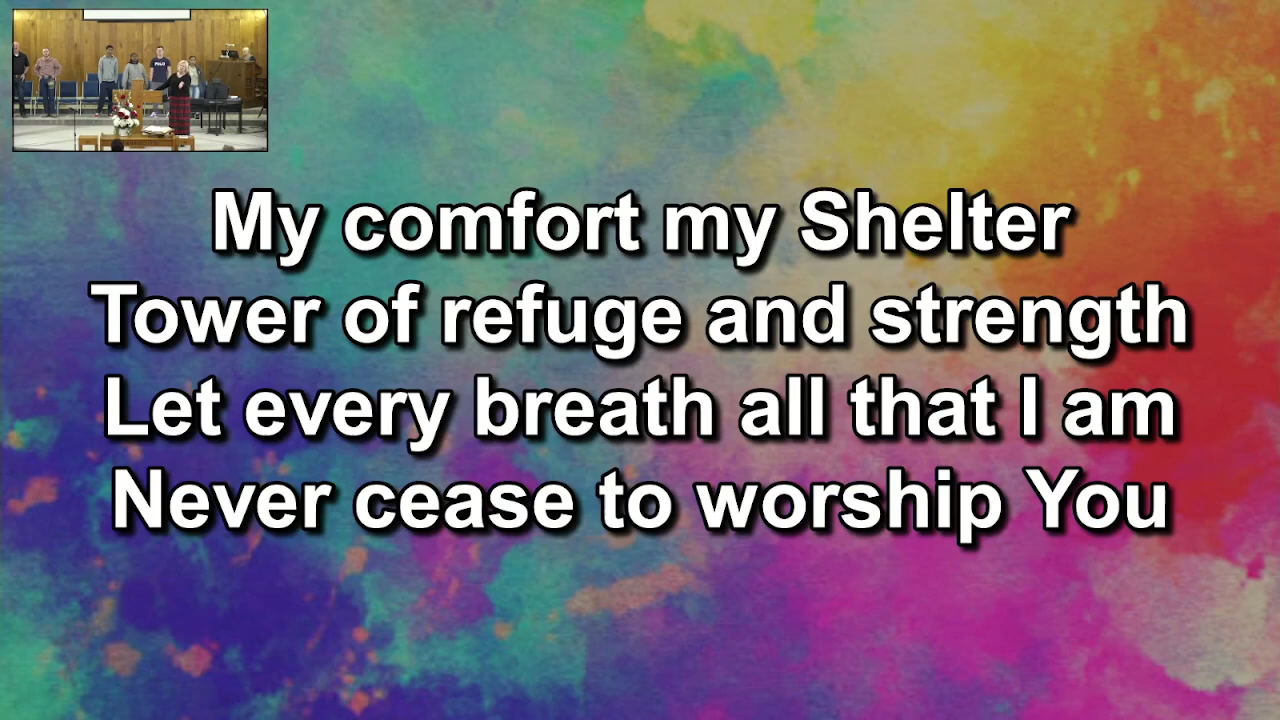 My comfort my Shelter
Tower of refuge and strength
Let every breath all that I am
Never cease to worship You